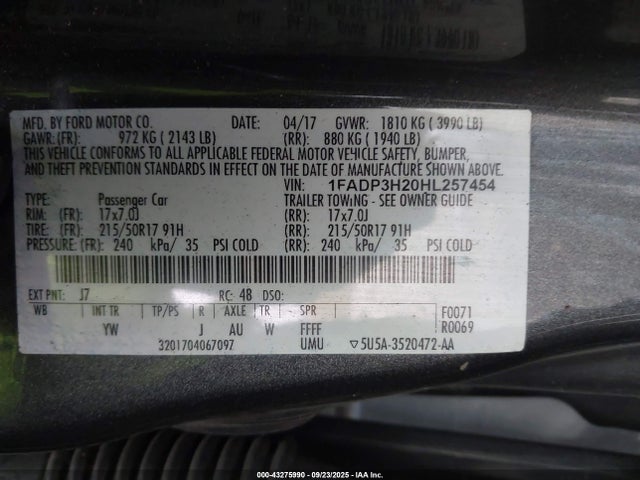 MFD. BY FORD MOTOR CO. DATE: 04/17 GVWR: 1810 KG ( 3990 LB)
GAWR: (FR): 972 KG ( 2143 LB) (RR): 880 KG ( 1940 LB)
THIS VEHICLE CONFORMS TO ALL APPLICABLE FEDERAL MOTOR VEHICLE SAFETY, BUMPER,
AND THEFT PREVENTION STANDARDS IN EFFECT ON THE DATE OF MANUFACTURE SHOWN ABOVE.
VIN: 1FADP3H20HL257454
TYPE: Passenger Car TRAILER TOWING - SEE OWNER GUIDE
RIM: (FR): 17x7.0J (RR): 17x7.0J
TIRE: (FR): 215/50R17 91H (RR): 215/50R17 91H
PRESSURE: (FR): 240 kPa/ 35 PSI COLD (RR): 240 kPa/ 35 PSI COLD
EXT PNT: J7 RC: 4B DSO:
WB INT TR TP/PS R AXLE TR SPR F0071
YW J AU W FFFF R0069
3201704067097 UMU ▽5U5A-3520472-AA
000-43275990 - 09/23/2025 - IAA Inc.